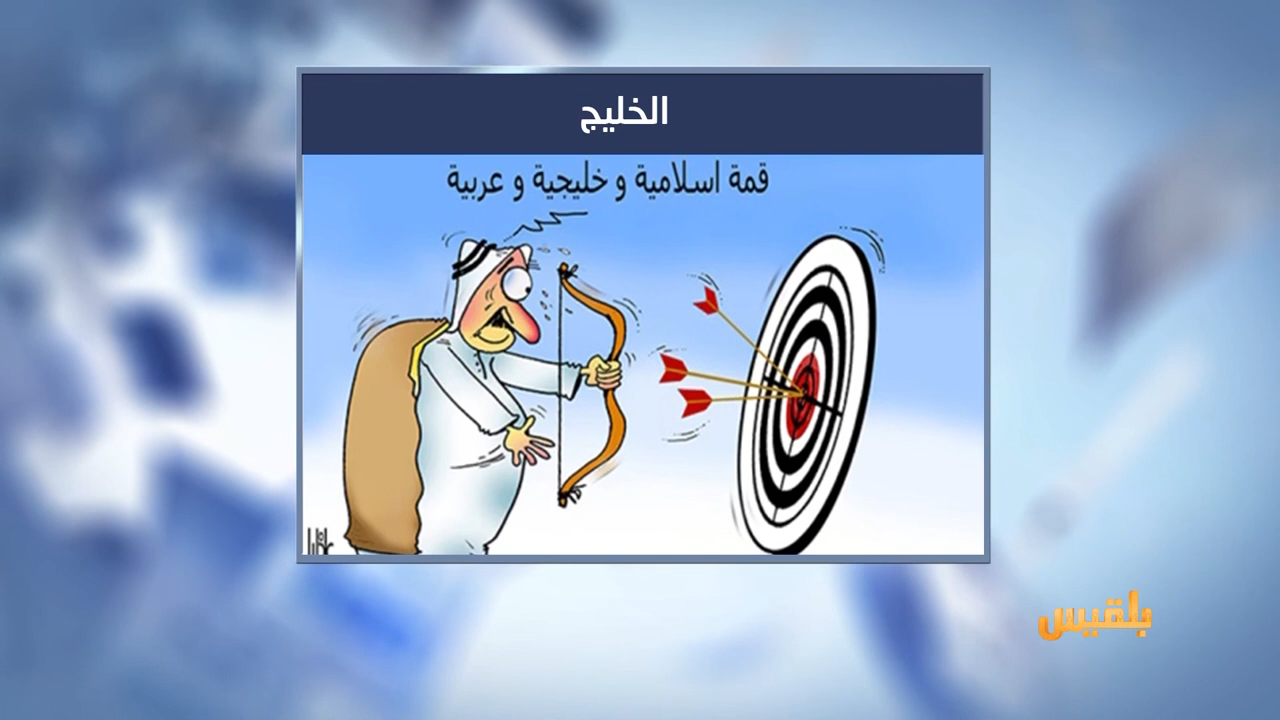 الخليج
قمة اسلامية و خليجية و عربية
بلقيس